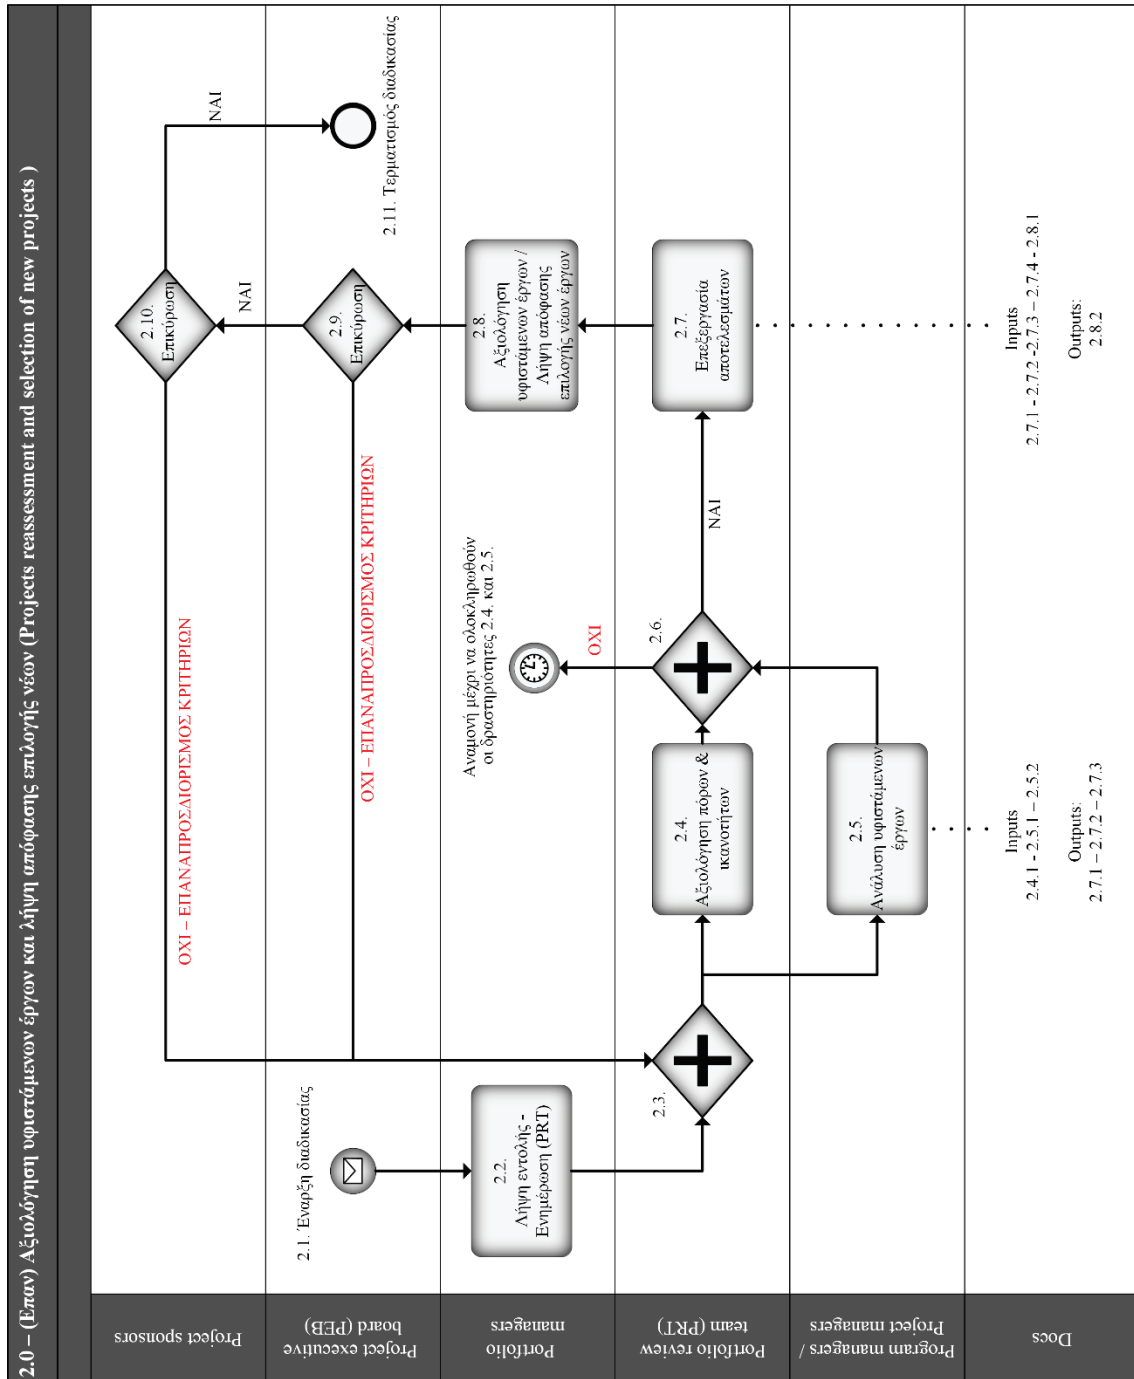 2.0 – (Επαν) Αξιολόγηση υφιστάμενων έργων και λήψη απόφασης επιλογής νέων (Projects reassessment and selection of new projects )
Project sponsors
ΟΧΙ – ΕΠΑΝΑΠΡΟΣΔΙΟΡΙΣΜΟΣ ΚΡΙΤΗΡΙΩΝ
2.10.
Επικύρωση
ΝΑΙ
Project executive
board (PEB)
2.1. Έναρξη διαδικασίας
ΟΧΙ – ΕΠΑΝΑΠΡΟΣΔΙΟΡΙΣΜΟΣ ΚΡΙΤΗΡΙΩΝ
2.9.
Επικύρωση
ΝΑΙ
2.11. Τερματισμός διαδικασίας
Portfolio
managers
2.2.
Λήψη εντολής -
Ενημέρωση (PRT)
Αναμονή μέχρι να ολοκληρωθούν
οι δραστηριότητες 2.4. και 2.5.
ΟΧΙ
2.8.
Αξιολόγηση
υφιστάμενων έργων /
Λήψη απόφασης
επιλογής νέων έργων
Portfolio review
team (PRT)
2.3.
2.4.
Αξιολόγηση πόρων &
ικανοτήτων
2.6.
ΝΑΙ
2.7.
Επεξεργασία
αποτελεσμάτων
Program managers /
Project managers
2.5.
Ανάλυση υφιστάμενων
έργων
Docs
Inputs
2.4.1 - 2.5.1 – 2.5.2
Outputs:
2.7.1 – 2.7.2 – 2.7.3
Inputs
2.7.1 - 2.7.2 -2.7.3 – 2.7.4 - 2.8.1
Outputs:
2.8.2